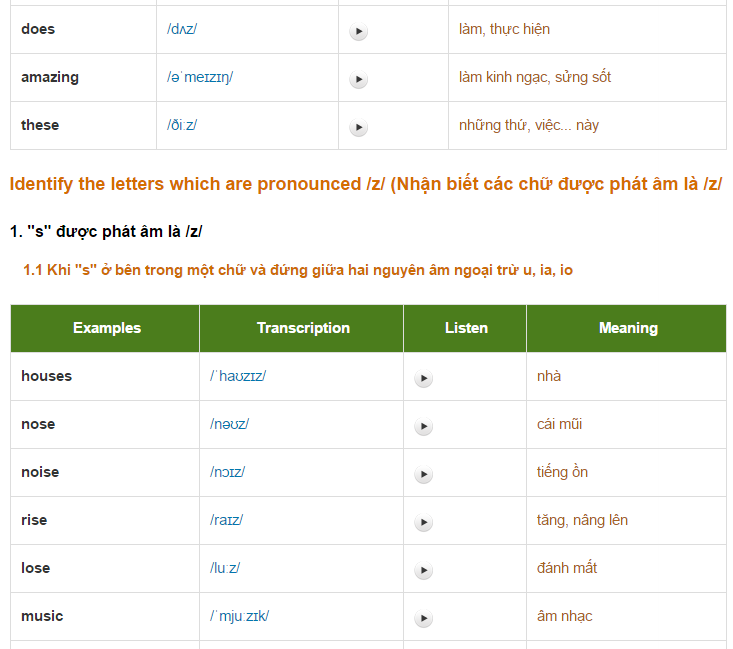 does /dʌz/ làm, thực hiện
amazing /əˈmeɪzɪŋ/ làm kinh ngạc, sửng sốt
these /ðiːz/ những thứ, việc... này
Identify the letters which are pronounced /z/ (Nhận biết các chữ được phát âm là /z/
1. "s" được phát âm là /z/
1.1 Khi "s" ở bên trong một chữ và đứng giữa hai nguyên âm ngoại trừ u, ia, io
Examples Transcription Listen Meaning
houses /ˈhaʊzɪz/ nhà
nose /nəʊz/ cái mũi
noise /nɔɪz/ tiếng ồn
rise /raɪz/ tăng, nâng lên
lose /luːz/ đánh mất
music /ˈmjuːzɪk/ âm nhạc